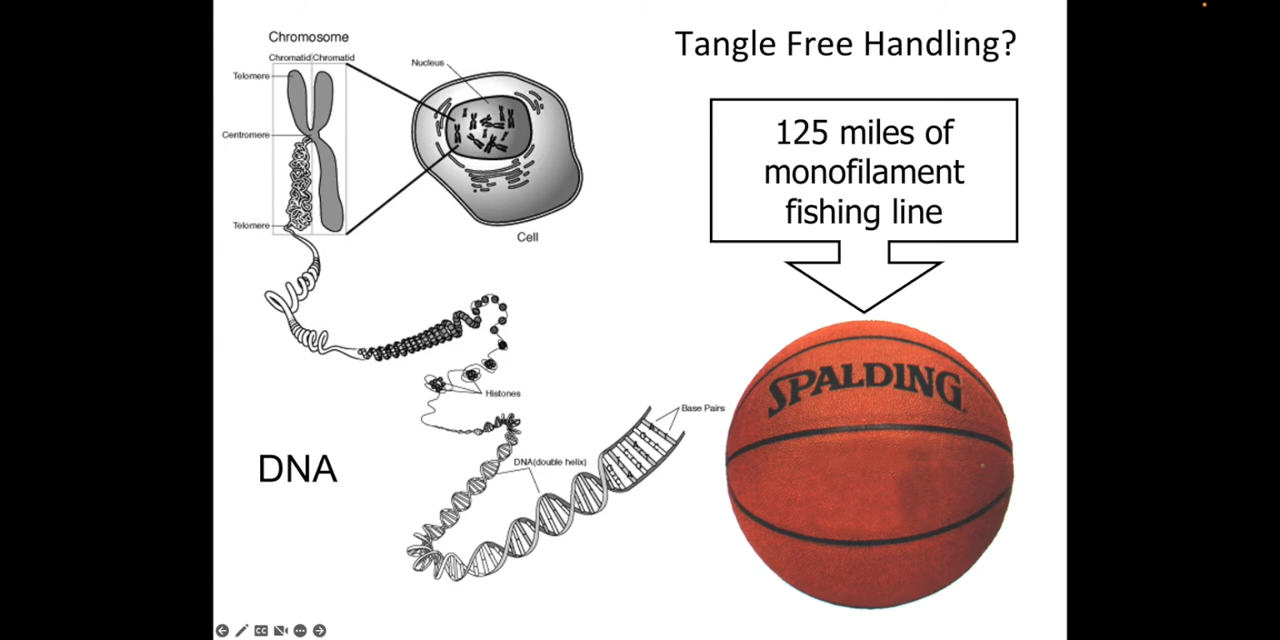 Tangle Free Handling?
Chromosome
Chromatid Chromatid
Telomere
Centromere
Telomere
Nucleus
Cell
125 miles of
monofilament
fishing line
SPALDING
Histones
Base Pairs
DNA(double helix)
DNA
CC